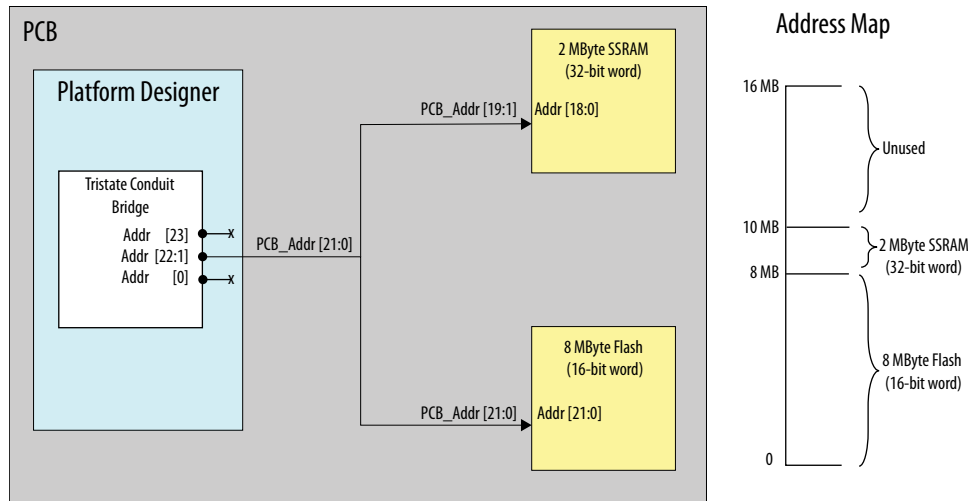 PCB
Platform Designer
Tristate Conduit
Bridge
Addr [23]
x
Addr [22:1]
Addr [0]
x
PCB_Addr [21:0]
2 MByte SSRAM
(32-bit word)
PCB_Addr [19:1]
Addr [18:0]
8 MByte Flash
(16-bit word)
PCB_Addr [21:0]
Addr [21:0]
Address Map
16 MB
Unused
10 MB
2 MByte SSRAM
(32-bit word)
8 MB
8 MByte Flash
(16-bit word)
0